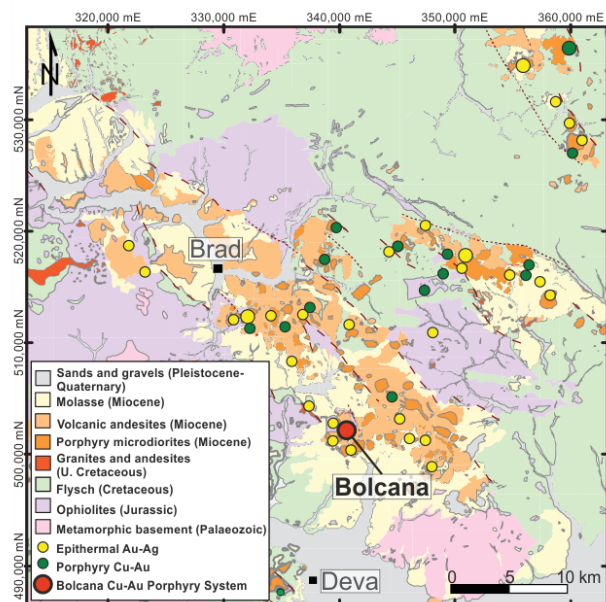 320,000 mE 330,000 mE 340,000 mE 350,000 mE 360,000 mE
N
530,000 mN
520,000 mN
510,000 mN
500,000 mN
490,000 mN
Brad
Bolcana
Deva
Sands and gravels (Pleistocene-
Quaternary)
Molasse (Miocene)
Volcanic andesites (Miocene)
Porphyry microdiorites (Miocene)
Granites and andesites
(U. Cretaceous)
Flysch (Cretaceous)
Ophiolites (Jurassic)
Metamorphic basement (Palaeozoic)
Epithermal Au-Ag
Porphyry Cu-Au
Bolcana Cu-Au Porphyry System
0 5 10
km